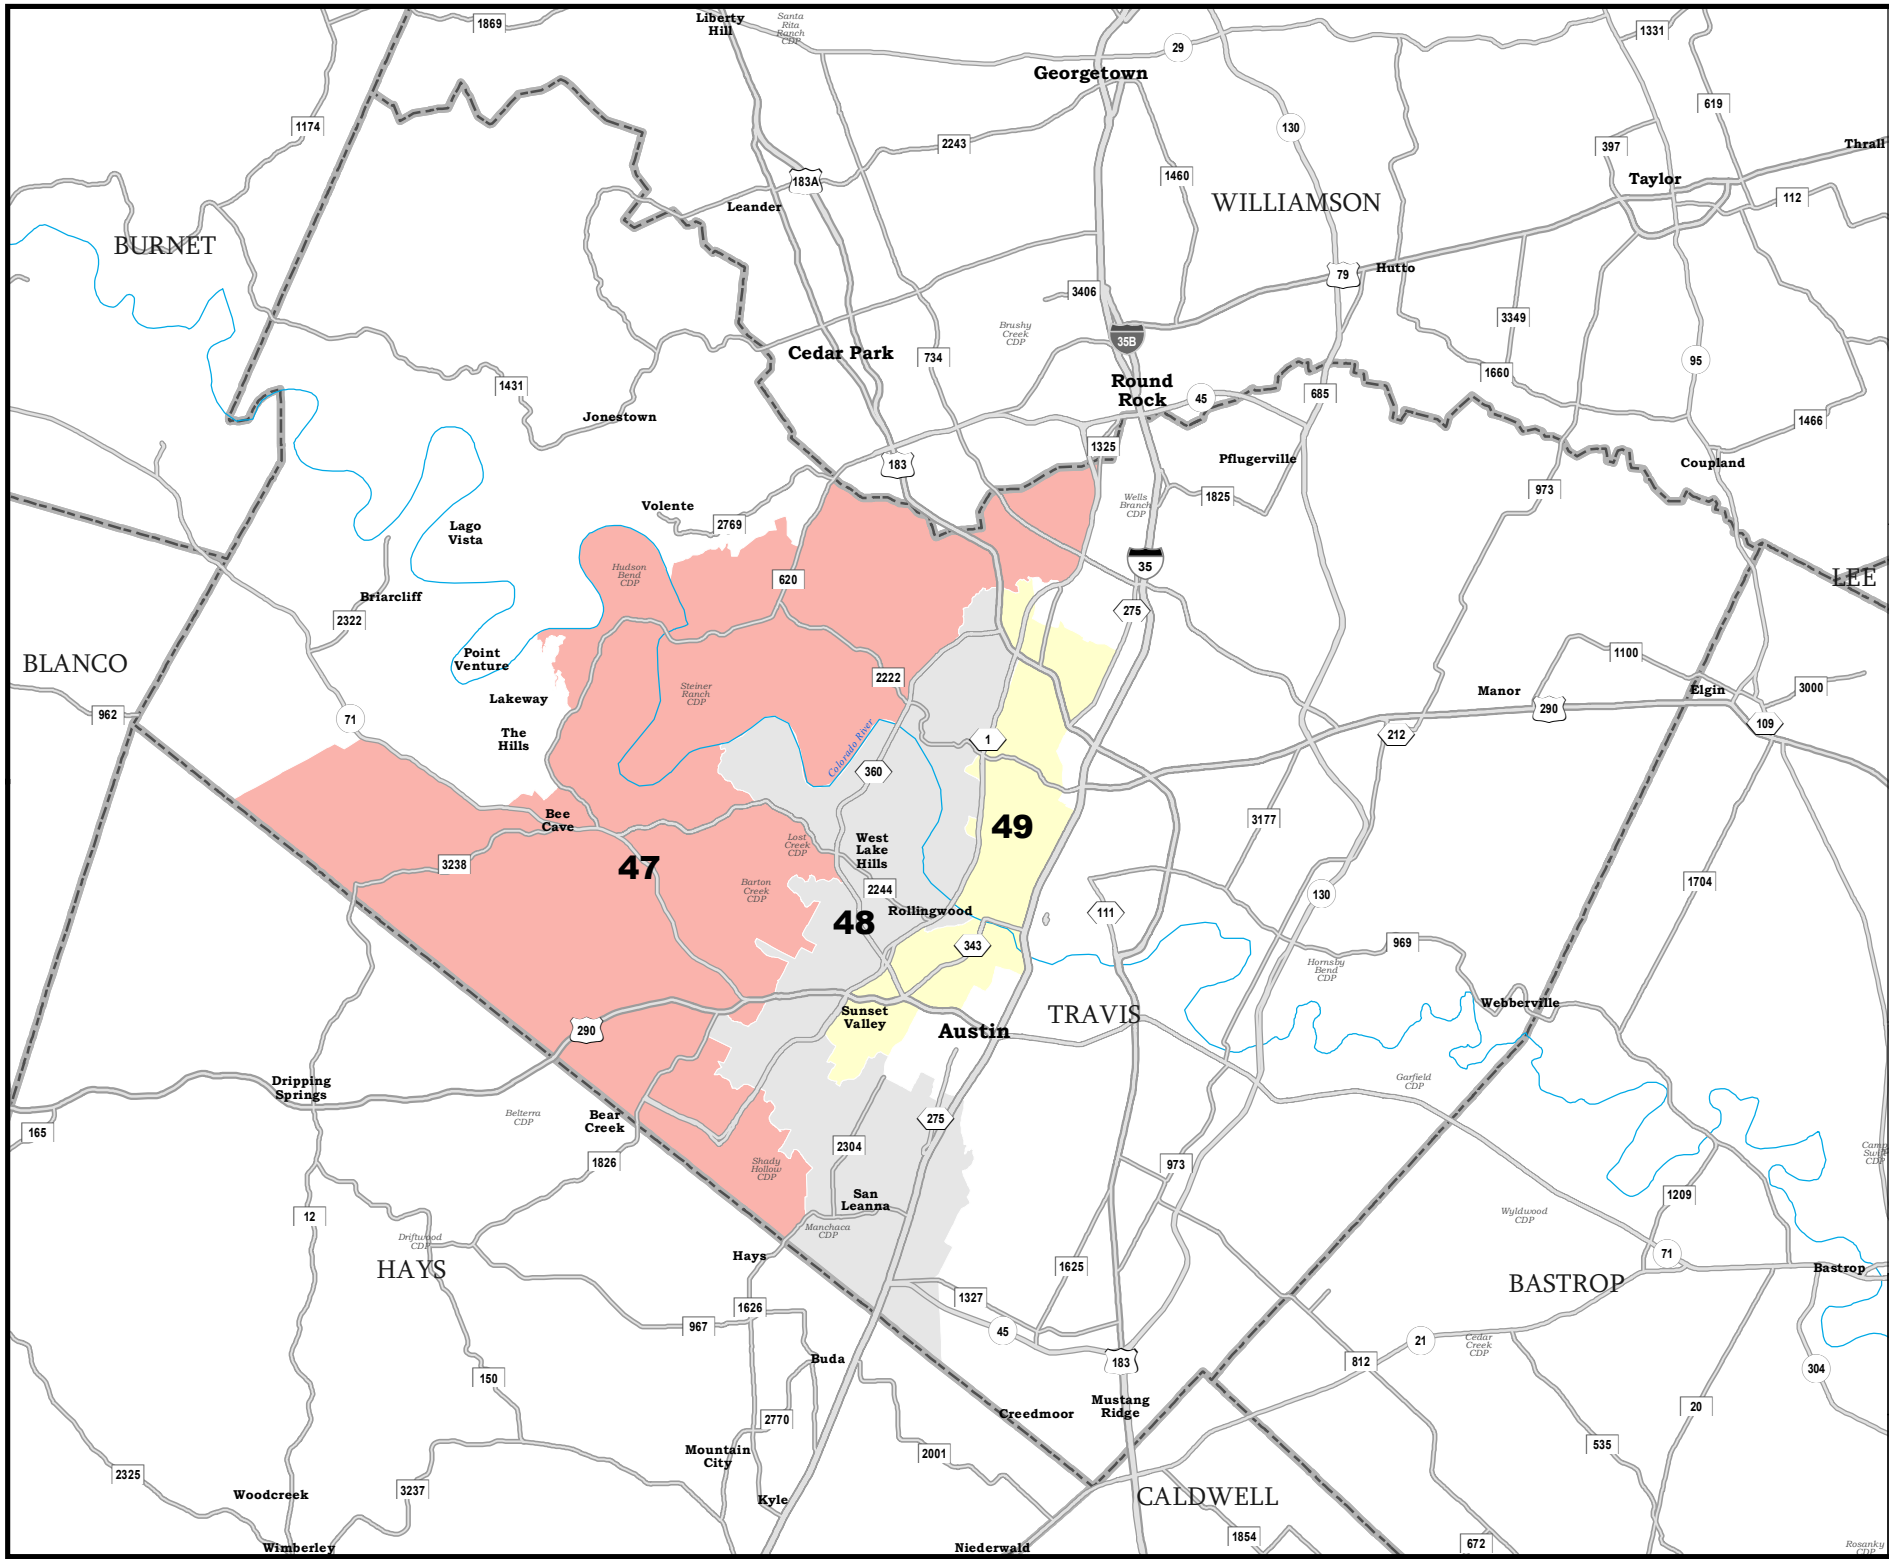 1869
Liberty
Hill
Santa
Rita
Ranch
CDP
29
1331
Georgetown
619
1174
130
2243
397
Thrall
1460
Taylor
183A
112
Leander
WILLIAMSON
BURNET
79
Hutto
3406
Brushy
Creek
CDP
3349
35B
Cedar Park
734
95
1660
Round
Rock
1431
45
685
Jonestown
1466
1325
183
Pflugerville
Coupland
973
Volente
Wells
Branch
CDP
1825
2769
Lago
Vista
35
Hudson
Bend
CDP
620
LEE
Briarcliff
275
2322
BLANCO
Point
Venture
1100
2222
Steiner
Ranch
CDP
Lakeway
Manor
Elgin
3000
962
71
290
109
The
Hills
1
212
Colorado River
360
Bee
Cave
49
3177
Lost
Creek
CDP
West
Lake
Hills
47
3238
Barton
Creek
CDP
2244
1704
130
48
Rollingwood
111
343
969
Hornsby
Bend
CDP
Webberville
Sunset
Valley
TRAVIS
290
Austin
Dripping
Springs
Garfield
CDP
Belterra
CDP
Bear
Creek
275
165
2304
Camp
Swift
CDP
1826
Shady
Hollow
CDP
973
San
Leanna
1209
12
Wyldwood
CDP
Manchaca
CDP
Driftwood
CDP
Hays
71
HAYS
1625
Bastrop
BASTROP
1327
1626
967
45
21
Cedar
Creek
CDP
Buda
183
812
304
150
Mustang
Ridge
Creedmoor
20
2770
535
Mountain
City
2001
2325
3237
Woodcreek
Kyle
CALDWELL
1854
672
Wimberley
Niederwald
Rosanky
CDP